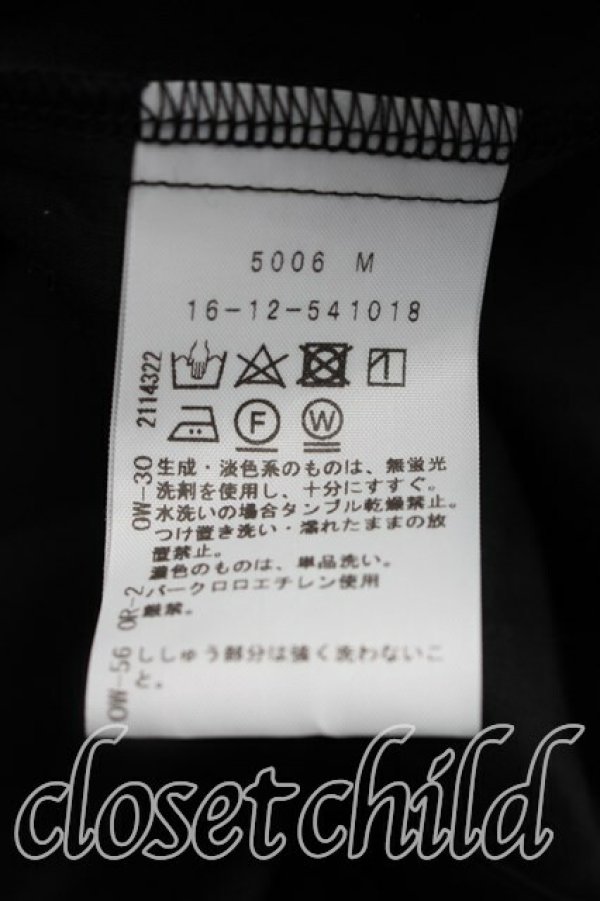 5006 M
16-12-541018
2114322
F
W
OW-30
生成・淡色系のものは、無蛍光
洗剤を使用し、十分にすすぐ。
水洗いの場合タンブル乾燥禁止。
つけ置き洗い・濡れたままの放
置禁止。
濃色のものは、単品洗い。
OR-2
パークロロエチレン使用
厳禁。
OW-56
ししゅう部分は強く洗わないこ
と。
closet child